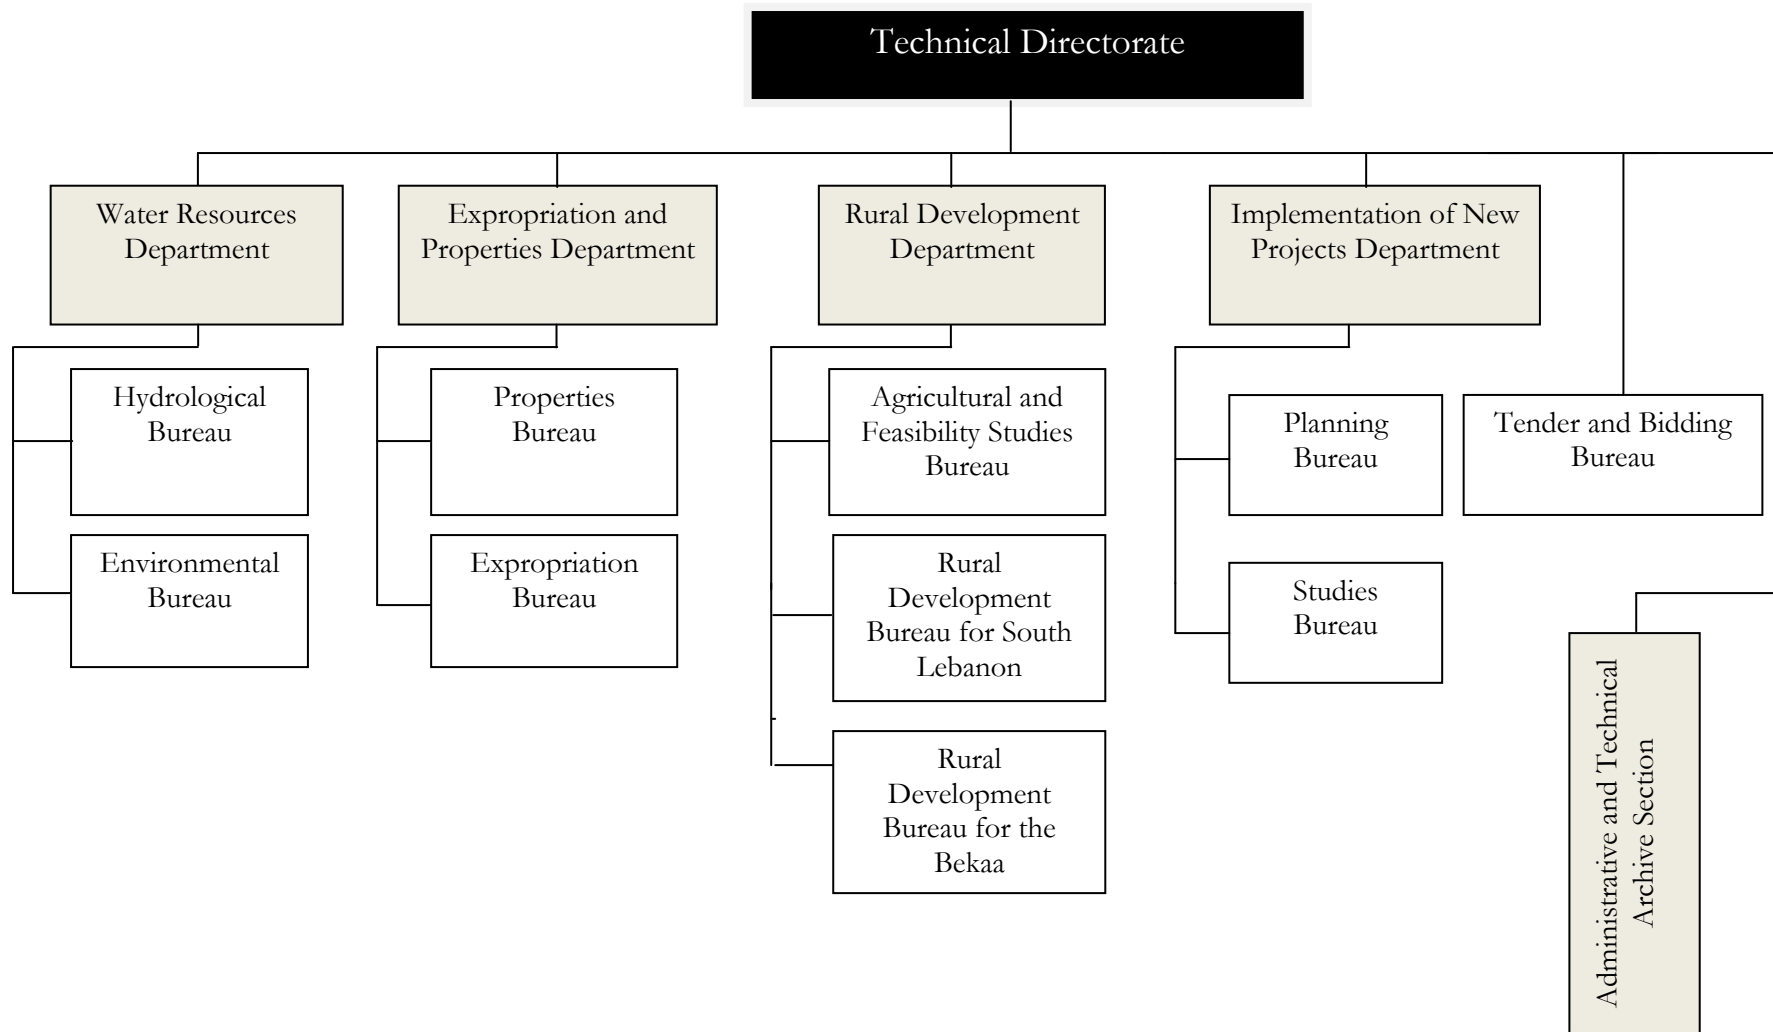 Technical Directorate
Water Resources
Department
Expropriation and
Properties Department
Rural Development
Department
Implementation of New
Projects Department
Hydrological
Bureau
Properties
Bureau
Agricultural and
Feasibility Studies
Bureau
Planning
Bureau
Tender and Bidding
Bureau
Environmental
Bureau
Expropriation
Bureau
Rural
Development
Bureau for South
Lebanon
Studies
Bureau
Rural
Development
Bureau for the
Bekaa
Administrative and Technical
Archive Section